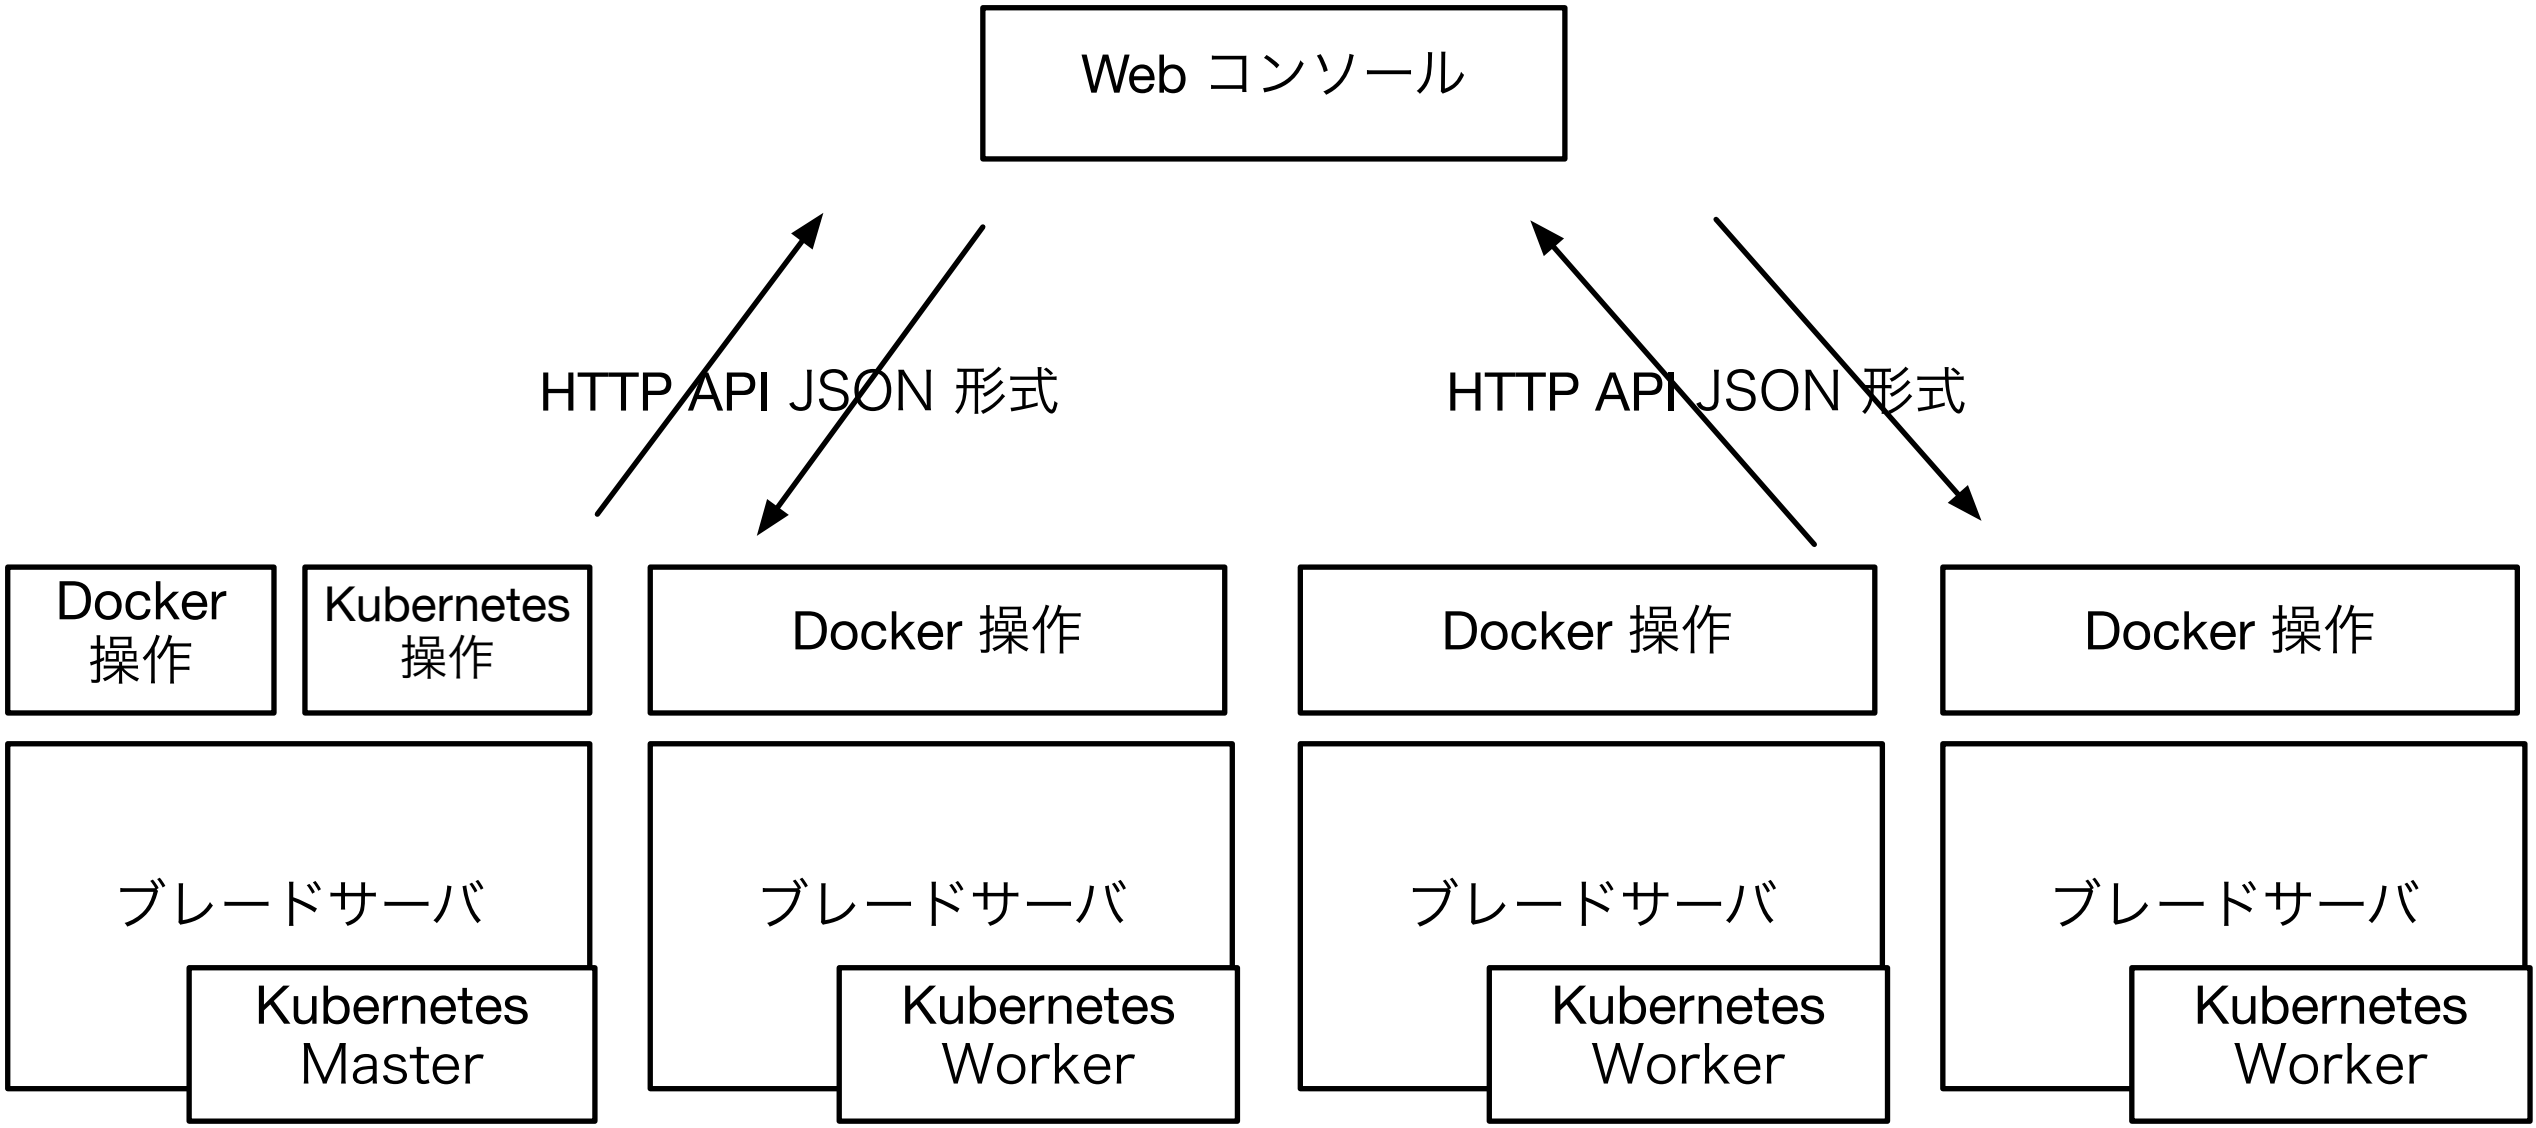 Web コンソール
HTTP API JSON 形式
HTTP API JSON 形式
Docker
操作
Kubernetes
操作
Docker 操作
Docker 操作
Docker 操作
ブレードサーバ
ブレードサーバ
ブレードサーバ
ブレードサーバ
Kubernetes
Master
Kubernetes
Worker
Kubernetes
Worker
Kubernetes
Worker